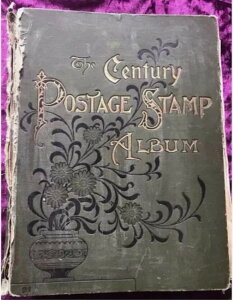 The Century
Postage Stamp
Album